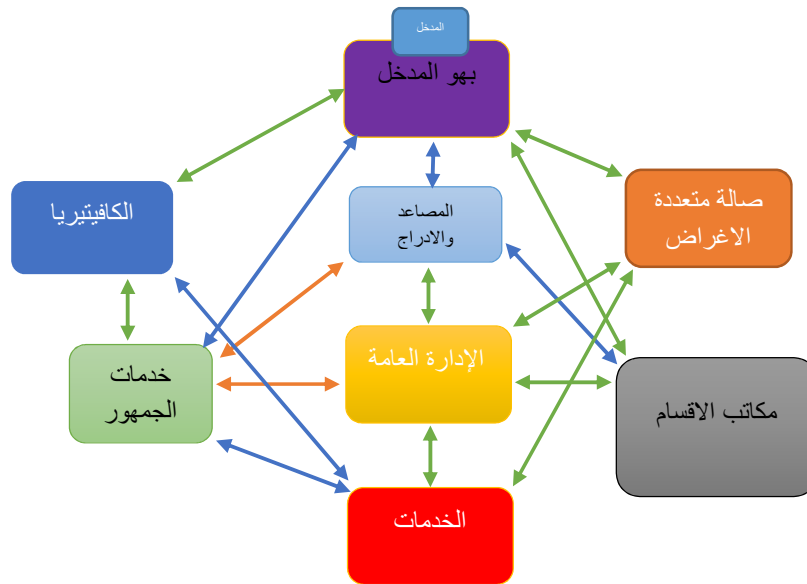 المدخل
بهو المدخل
صالة متعددة
الاغراض
المصاعد
والادراج
الكافيتيريا
الإدارة العامة
خدمات
الجمهور
مكاتب الاقسام
الخدمات